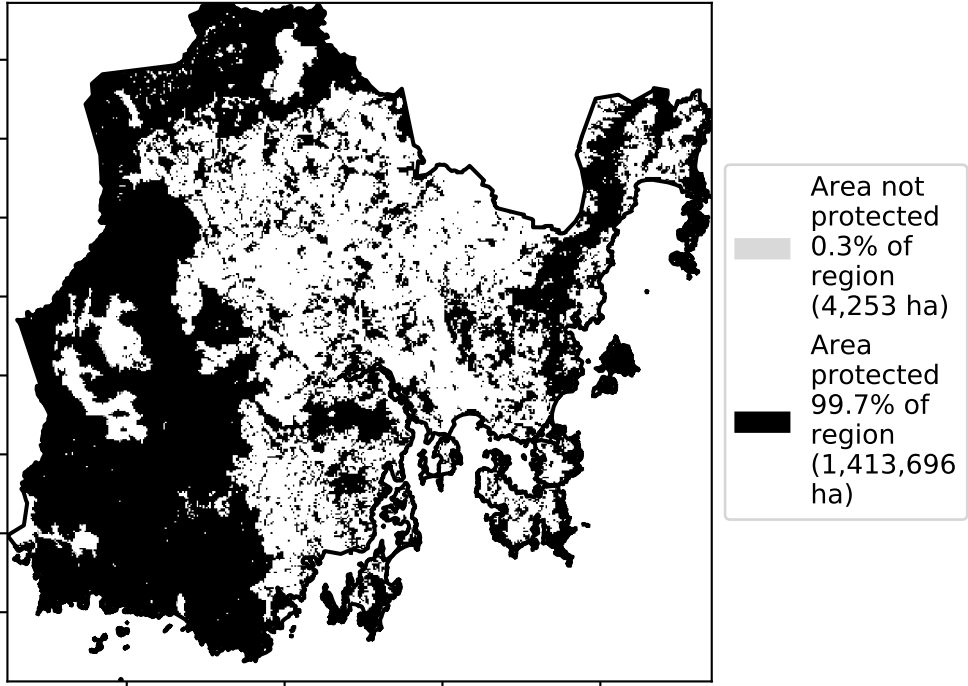 Area not
protected
0.3% of
region
(4,253 ha)
Area
protected
99.7% of
region
(1,413,696
ha)